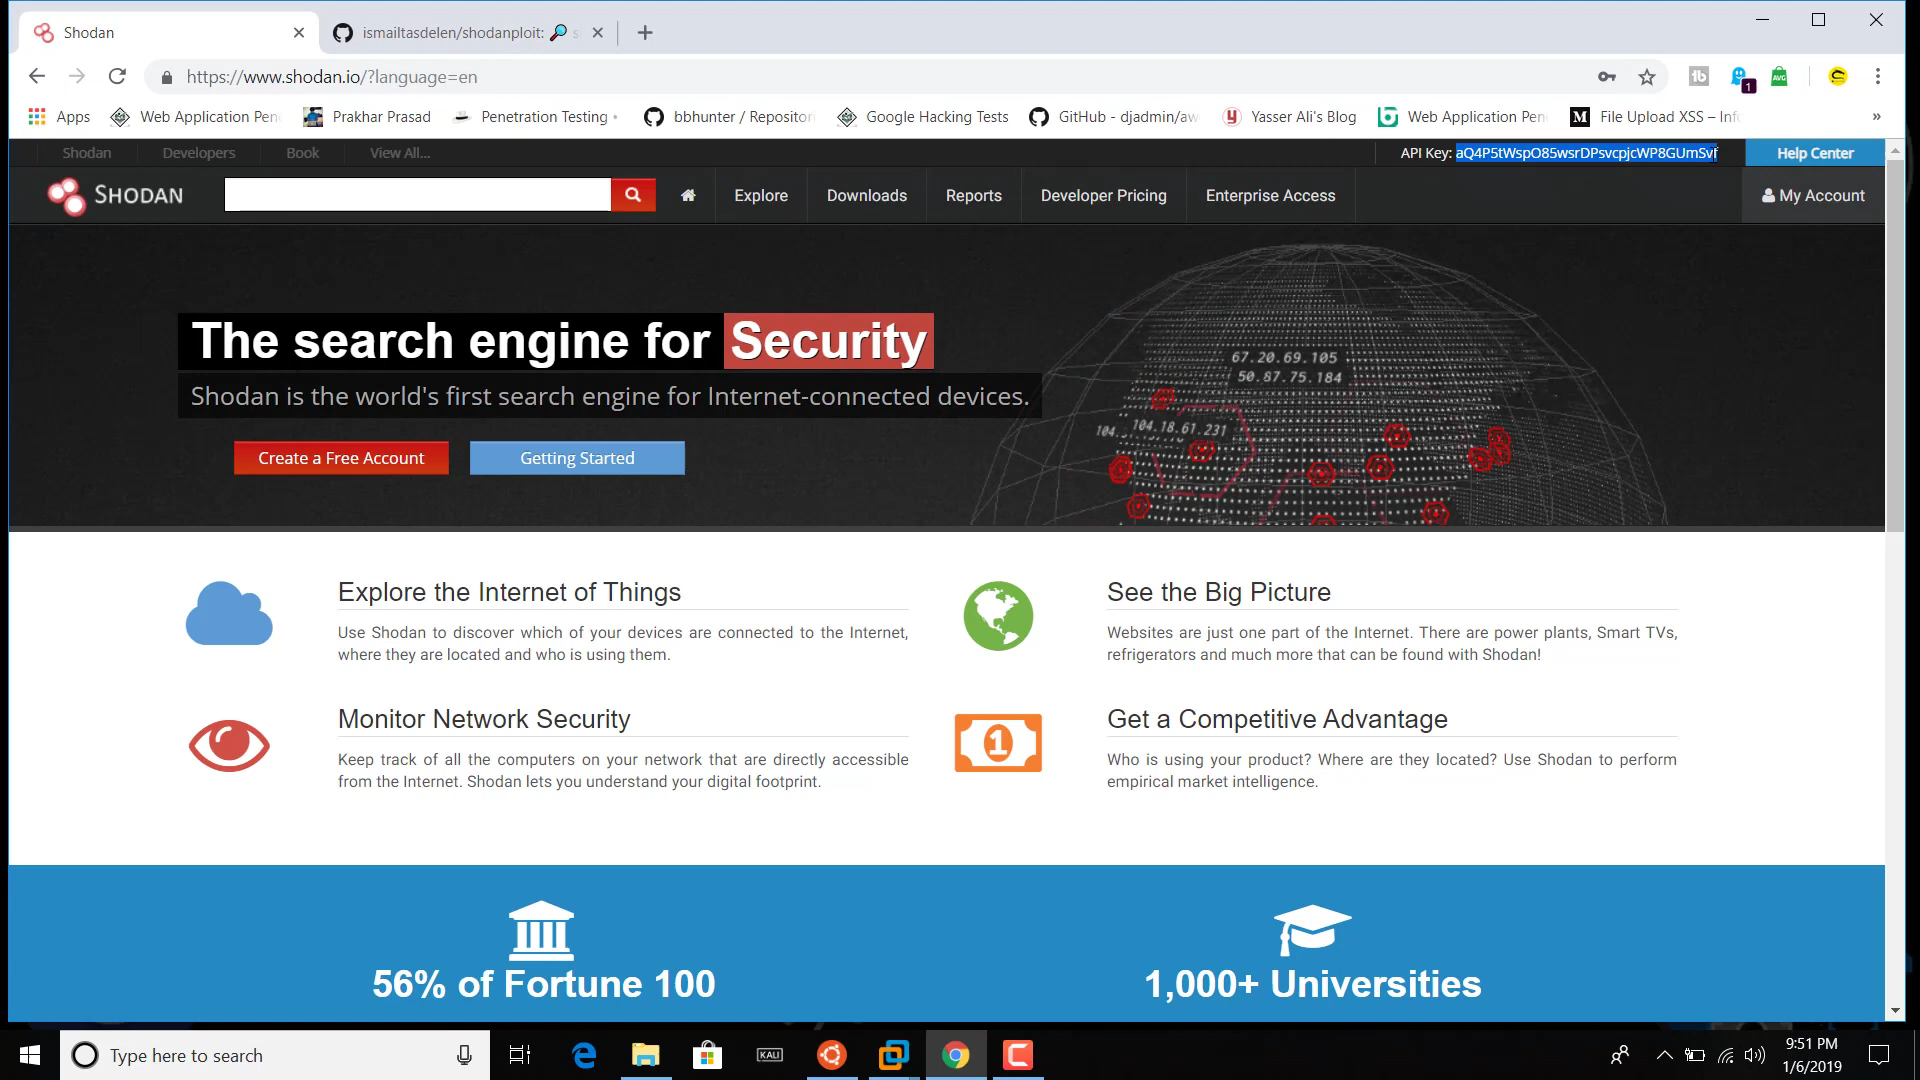 Shodan
ismailtasdelen/shodanploit:
https://www.shodan.io/?language=en
1
Apps
Web Application Pen
Prakhar Prasad
Penetration Testing
bbhunter / Repositor
Google Hacking Tests
GitHub - djadmin/aw
Yasser Ali's Blog
Web Application Pen
M
File Upload XSS – Inf
»
Shodan Developers Book View All...
API Key:
Help Center
SHODAN
Explore Downloads Reports Developer Pricing Enterprise Access
My Account
The search engine for Security
Shodan is the world's first search engine for Internet-connected devices.
67.20.69.105
50.87.75.184
104.18.61.231
Create a Free Account
Getting Started
Explore the Internet of Things
Use Shodan to discover which of your devices are connected to the Internet,
where they are located and who is using them.
See the Big Picture
Websites are just one part of the Internet. There are power plants, Smart TVs,
refrigerators and much more that can be found with Shodan!
Monitor Network Security
Keep track of all the computers on your network that are directly accessible
from the Internet. Shodan lets you understand your digital footprint.
1
Get a Competitive Advantage
Who is using your product? Where are they located? Use Shodan to perform
empirical market intelligence.
56% of Fortune 100
1,000+ Universities
Type here to search
KALI
9:51 PM
1/6/2019